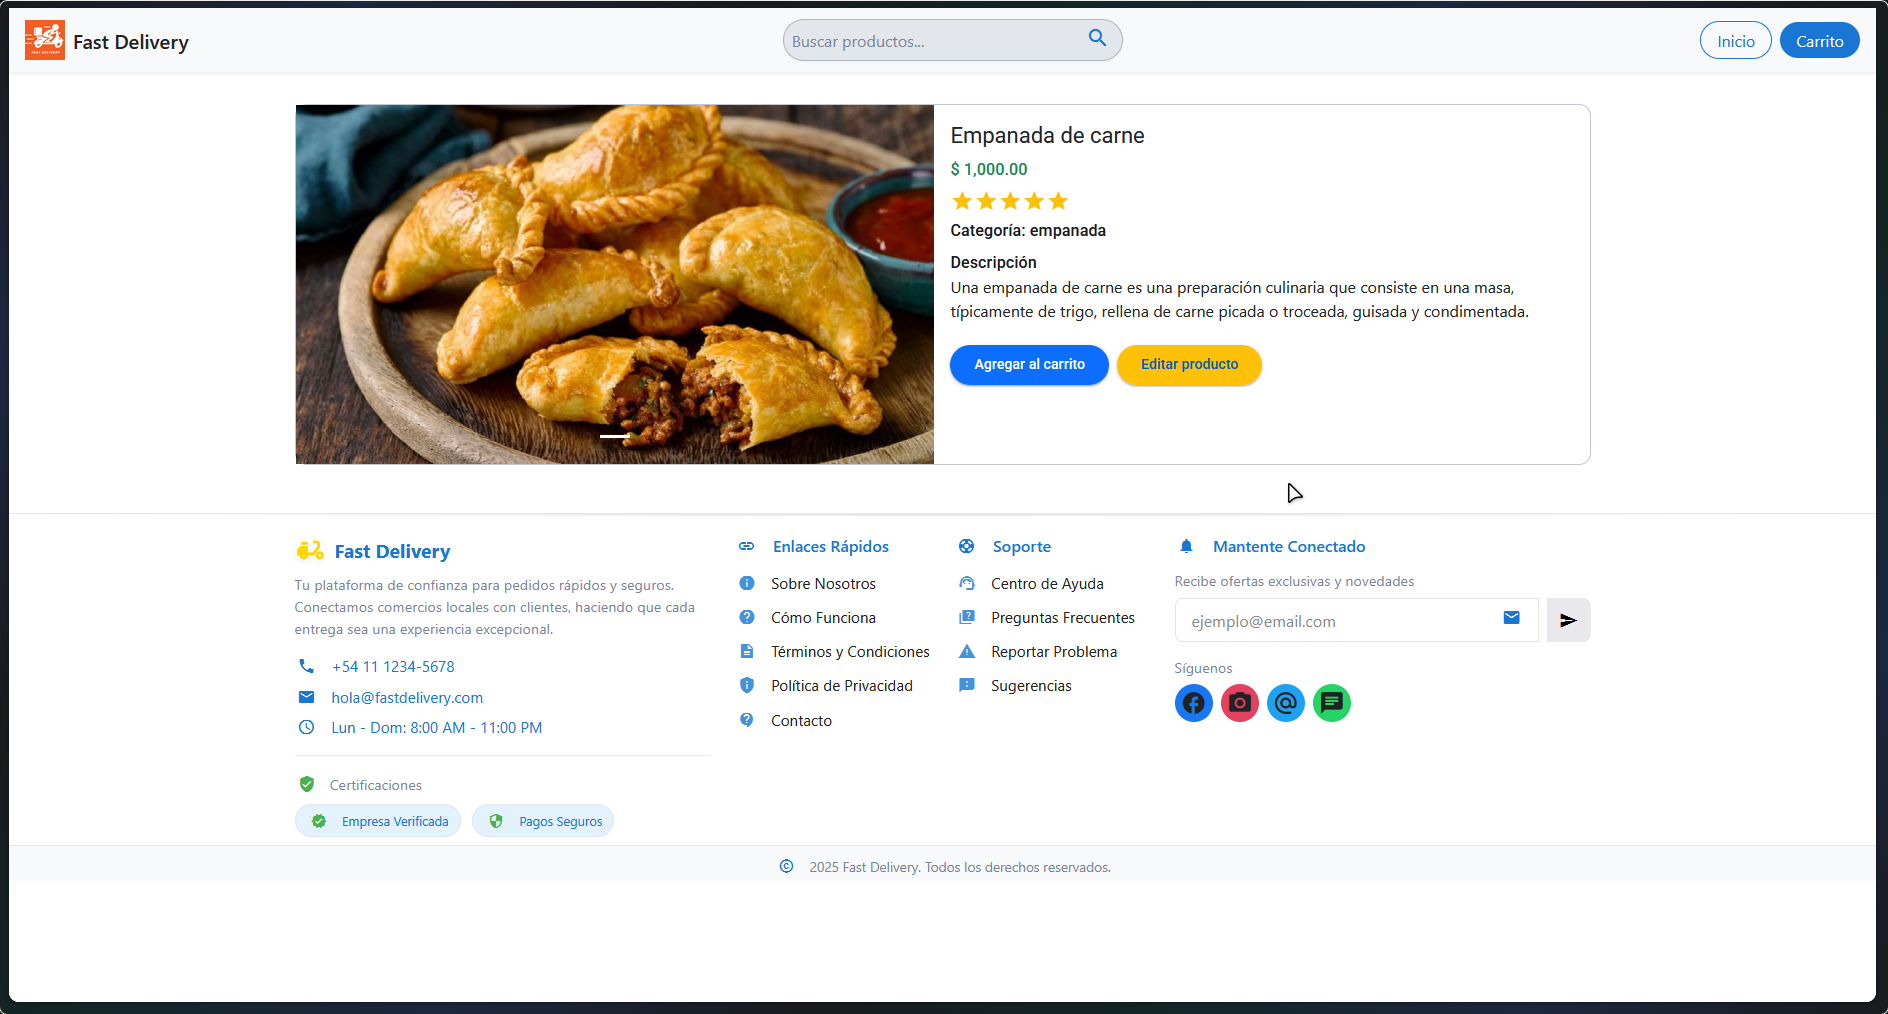 Fast Delivery
Buscar productos...
Inicio
Carrito
Empanada de carne
$ 1,000.00
Categoría: empanada
Descripción
Una empanada de carne es una preparación culinaria que consiste en una masa,
típicamente de trigo, rellena de carne picada o troceada, guisada y condimentada.
Agregar al carrito
Editar producto
Fast Delivery
Tu plataforma de confianza para pedidos rápidos y seguros.
Conectamos comercios locales con clientes, haciendo que cada
entrega sea una experiencia excepcional.
+54 11 1234-5678
hola@fastdelivery.com
Lun - Dom: 8:00 AM - 11:00 PM
Certificaciones
Empresa Verificada
Pagos Seguros
Enlaces Rápidos
Sobre Nosotros
Cómo Funciona
Términos y Condiciones
Política de Privacidad
Contacto
Soporte
Centro de Ayuda
Preguntas Frecuentes
Reportar Problema
Sugerencias
Mantente Conectado
Recibe ofertas exclusivas y novedades
ejemplo@email.com
Síguenos
2025 Fast Delivery. Todos los derechos reservados.